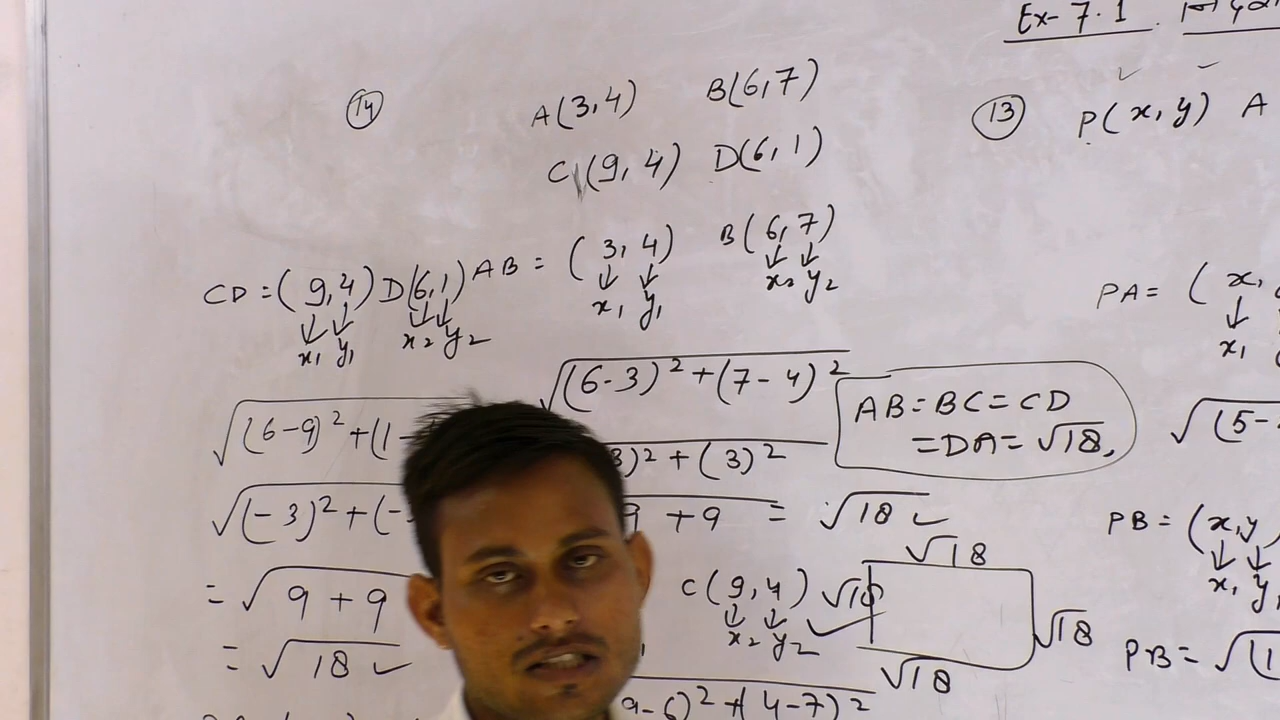 Ex-7.1
(14)
A(3,4) B(6,7)
C(9,4) D(6,1)
CD=(9,4) D(6,1)
x₁ y₁ x₂ y₂
√(6-9)²+(1-
√(-3)²+(-
= √9+9
= √18 ✓
AB = (3,4) B(6,7)
x₁ y₁ x₂ y₂
√(6-3)²+(7-4)²
3)²+(3)²
9+9 = √18 ✓
C(9,4)
x₂ y₂
9-6)²+(4-7)²
AB=BC=CD
=DA=√18,
√18
√18
√18
√18
(13) P(x,y) A
PA= (x,
x₁
√(5-
PB=(x,y
x₁ y₁
PB=√(1